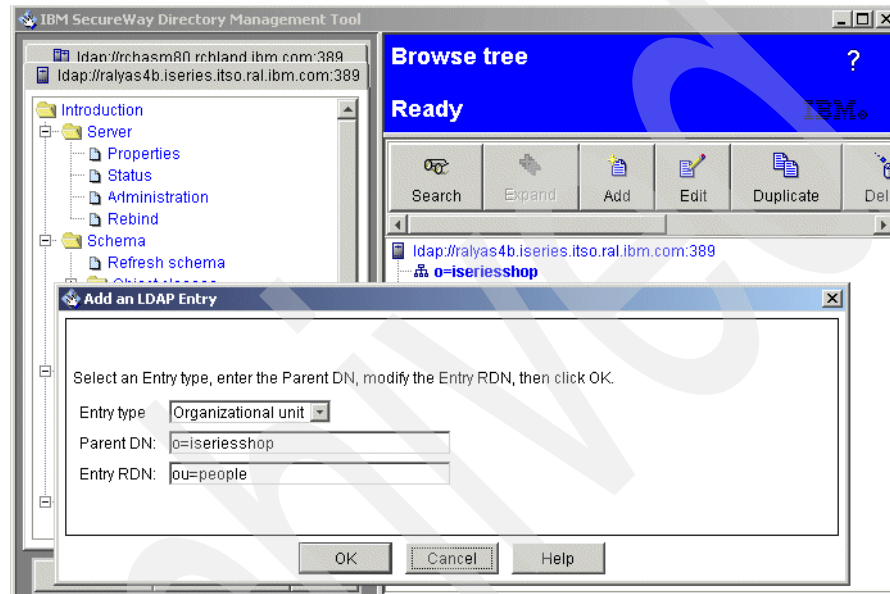 IBM SecureWay Directory Management Tool
ldap://rchasm80.rchland.ibm.com:389
ldap://ralyas4b.iseries.itso.ral.ibm.com:389
Introduction
Server
Properties
Status
Administration
Rebind
Schema
Refresh schema
Browse tree
?
Ready
IBM
Search
Expand
Add
Edit
Duplicate
Del
ldap://ralyas4b.iseries.itso.ral.ibm.com:389
o=iseriesshop
Add an LDAP Entry
Select an Entry type, enter the Parent DN, modify the Entry RDN, then click OK.
Entry type Organizational unit
Parent DN: o=iseriesshop
Entry RDN: ou=people
OK Cancel Help